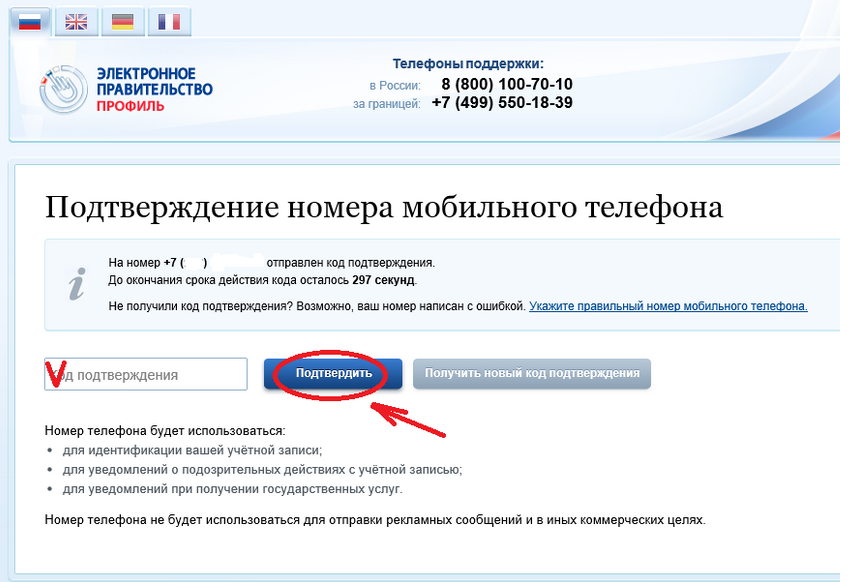 ЭЛЕКТРОННОЕ
ПРАВИТЕЛЬСТВО
ПРОФИЛЬ
Телефоны поддержки:
в России: 8 (800) 100-70-10
за границей: +7 (499) 550-18-39
Подтверждение номера мобильного телефона
На номер +7 ( ) отправлен код подтверждения.
До окончания срока действия кода осталось 297 секунд.
Не получили код подтверждения? Возможно, ваш номер написан с ошибкой. Укажите правильный номер мобильного телефона.
Код подтверждения
Подтвердить
Получить новый код подтверждения
Номер телефона будет использоваться:
• для идентификации вашей учётной записи;
• для уведомлений о подозрительных действиях с учётной записью;
• для уведомлений при получении государственных услуг.
Номер телефона не будет использоваться для отправки рекламных сообщений и в иных коммерческих целях.